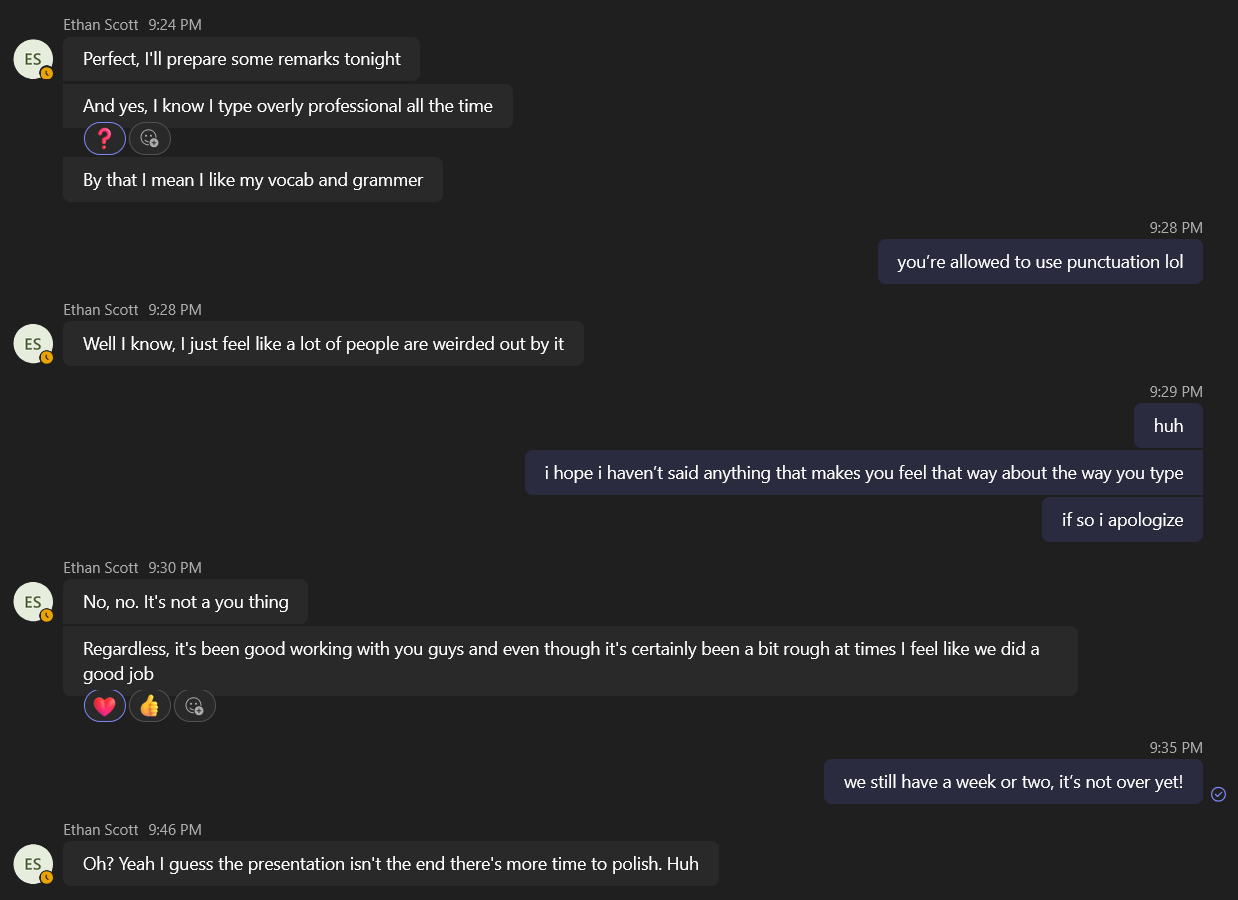 Ethan Scott 9:24 PM
ES
Perfect, I'll prepare some remarks tonight
And yes, I know I type overly professional all the time
By that I mean I like my vocab and grammer
9:28 PM
you’re allowed to use punctuation lol
Ethan Scott 9:28 PM
ES
Well I know, I just feel like a lot of people are weirded out by it
9:29 PM
huh
i hope i haven’t said anything that makes you feel that way about the way you type
if so i apologize
Ethan Scott 9:30 PM
ES
No, no. It's not a you thing
Regardless, it's been good working with you guys and even though it's certainly been a bit rough at times I feel like we did a
good job
9:35 PM
we still have a week or two, it’s not over yet!
Ethan Scott 9:46 PM
ES
Oh? Yeah I guess the presentation isn't the end there's more time to polish. Huh